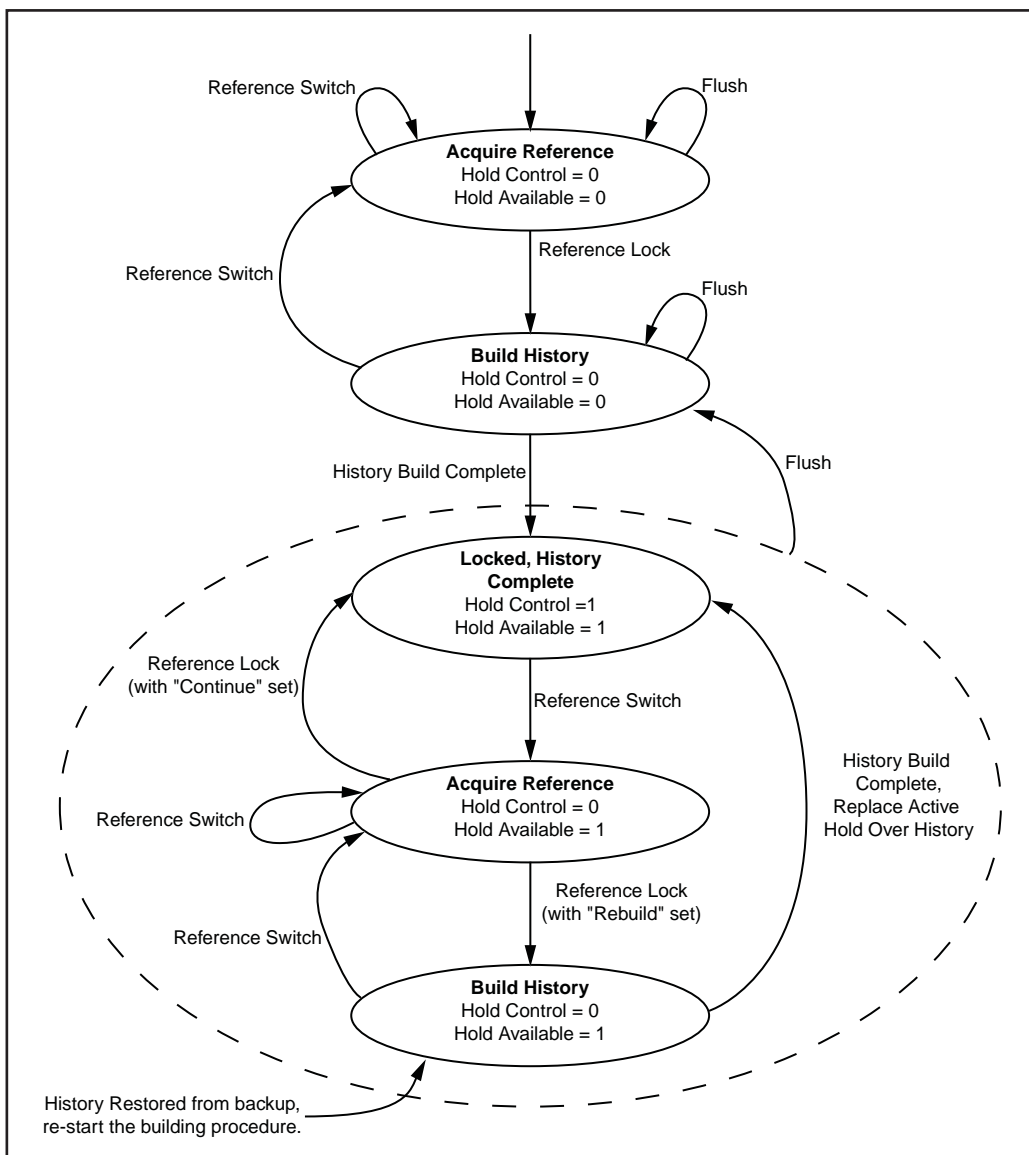 Reference Switch
Flush
Acquire Reference
Hold Control = 0
Hold Available = 0
Reference Lock
Reference Switch
Flush
Build History
Hold Control = 0
Hold Available = 0
History Build Complete
Flush
Locked, History
Complete
Hold Control =1
Hold Available = 1
Reference Lock
(with "Continue" set)
Reference Switch
History Build
Complete,
Replace Active
Hold Over History
Acquire Reference
Hold Control = 0
Hold Available = 1
Reference Switch
Reference Lock
(with "Rebuild" set)
Reference Switch
Build History
Hold Control = 0
Hold Available = 1
History Restored from backup,
re-start the building procedure.